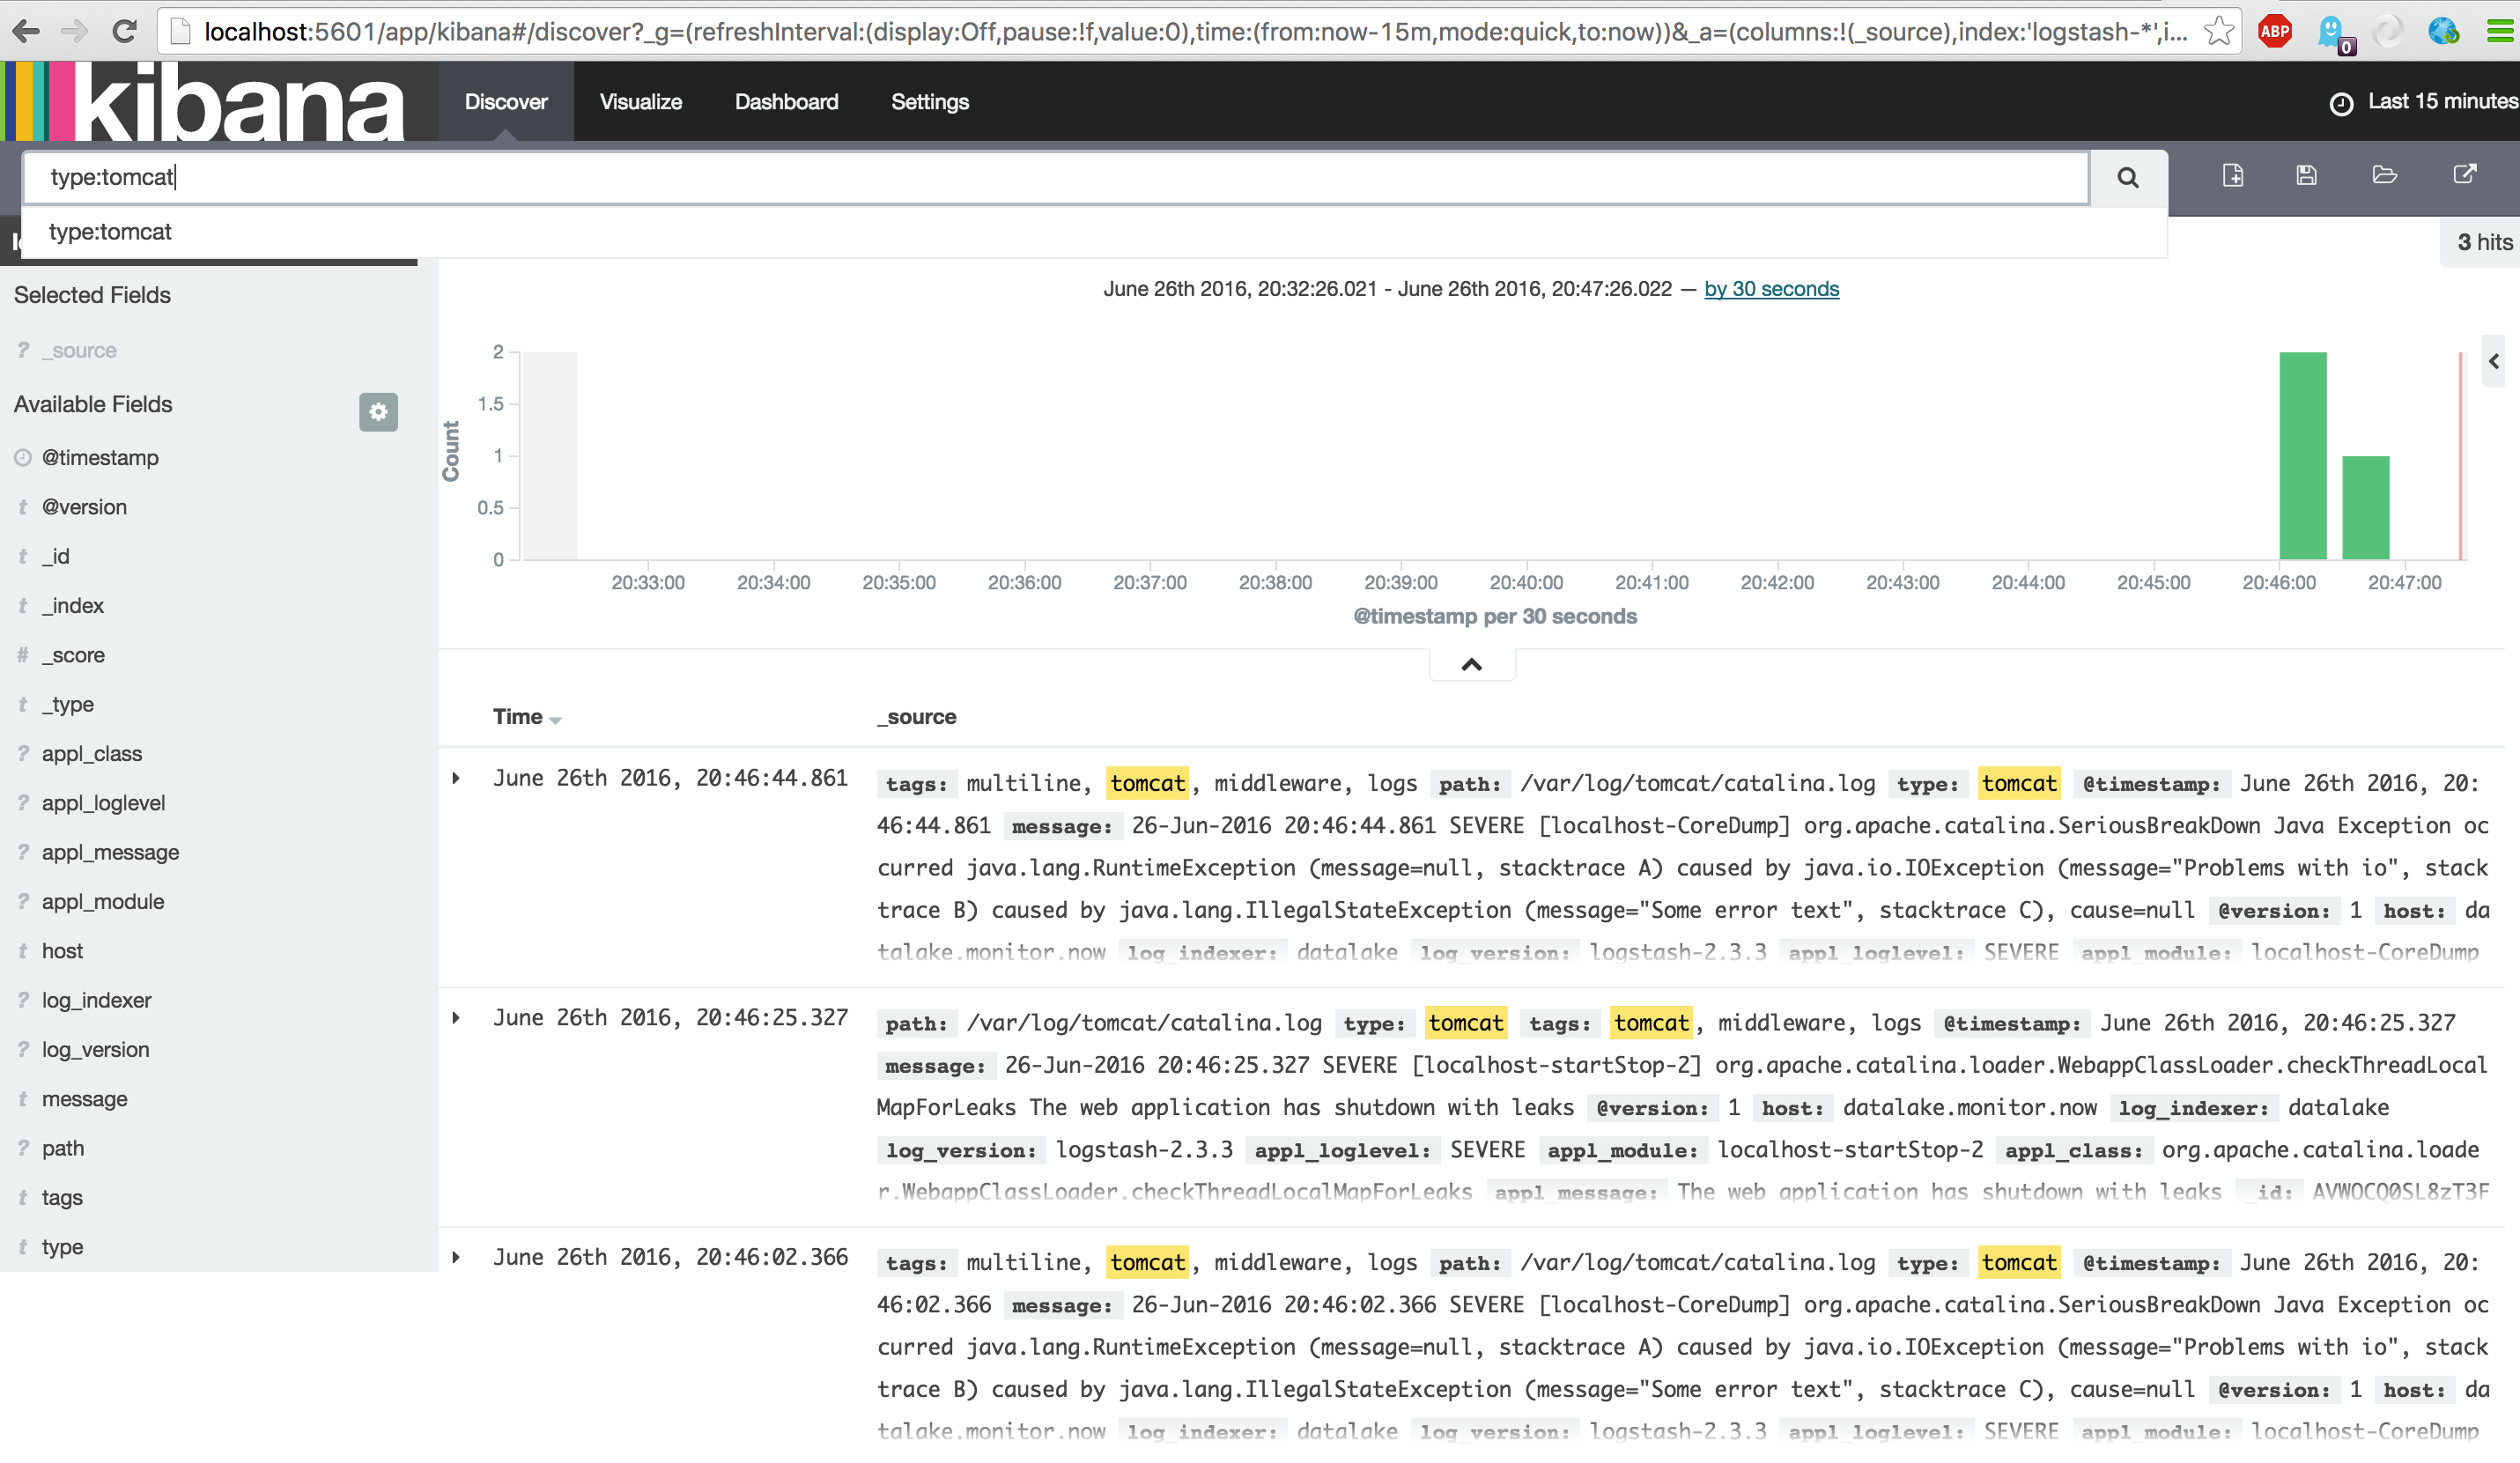 localhost:5601/app/kibana#/discover?_g=(refreshInterval:(display:Off,pause:!f,value:0),time:(from:now-15m,mode:quick,to:now))&_a=(columns:!(_source),index:'logstash-*',i...
ABP
0
kibana
Discover
Visualize
Dashboard
Settings
Last 15 minutes
type:tomcat
type:tomcat
3 hits
Selected Fields
? _source
Available Fields
@timestamp
t @version
t _id
t _index
# _score
t _type
? appl_class
? appl_loglevel
? appl_message
? appl_module
t host
? log_indexer
? log_version
t message
? path
t tags
t type
June 26th 2016, 20:32:26.021 - June 26th 2016, 20:47:26.022 — by 30 seconds
Count
2
1.5
1
0.5
0
20:33:00 20:34:00 20:35:00 20:36:00 20:37:00 20:38:00 20:39:00 20:40:00 20:41:00 20:42:00 20:43:00 20:44:00 20:45:00 20:46:00 20:47:00
@timestamp per 30 seconds
Time _source
June 26th 2016, 20:46:44.861
tags: multiline, tomcat, middleware, logs path: /var/log/tomcat/catalina.log type: tomcat @timestamp: June 26th 2016, 20:
46:44.861 message: 26-Jun-2016 20:46:44.861 SEVERE [localhost-CoreDump] org.apache.catalina.SeriousBreakDown Java Exception oc
curred java.lang.RuntimeException (message=null, stacktrace A) caused by java.io.IOException (message="Problems with io", stack
trace B) caused by java.lang.IllegalStateException (message="Some error text", stacktrace C), cause=null @version: 1 host: da
talake.monitor.now log_indexer: datalake log_version: logstash-2.3.3 appl_loglevel: SEVERE appl_module: localhost-CoreDump
June 26th 2016, 20:46:25.327
path: /var/log/tomcat/catalina.log type: tomcat tags: tomcat, middleware, logs @timestamp: June 26th 2016, 20:46:25.327
message: 26-Jun-2016 20:46:25.327 SEVERE [localhost-startStop-2] org.apache.catalina.loader.WebappClassLoader.checkThreadLocal
MapForLeaks The web application has shutdown with leaks @version: 1 host: datalake.monitor.now log_indexer: datalake
log_version: logstash-2.3.3 appl_loglevel: SEVERE appl_module: localhost-startStop-2 appl_class: org.apache.catalina.loade
r.WebappClassLoader.checkThreadLocalMapForLeaks appl_message: The web application has shutdown with leaks _id: AVWOCQ0SL8zT3F
June 26th 2016, 20:46:02.366
tags: multiline, tomcat, middleware, logs path: /var/log/tomcat/catalina.log type: tomcat @timestamp: June 26th 2016, 20:
46:02.366 message: 26-Jun-2016 20:46:02.366 SEVERE [localhost-CoreDump] org.apache.catalina.SeriousBreakDown Java Exception oc
curred java.lang.RuntimeException (message=null, stacktrace A) caused by java.io.IOException (message="Problems with io", stack
trace B) caused by java.lang.IllegalStateException (message="Some error text", stacktrace C), cause=null @version: 1 host: da
talake.monitor.now log_indexer: datalake log_version: logstash-2.3.3 appl_loglevel: SEVERE appl_module: localhost-CoreDump